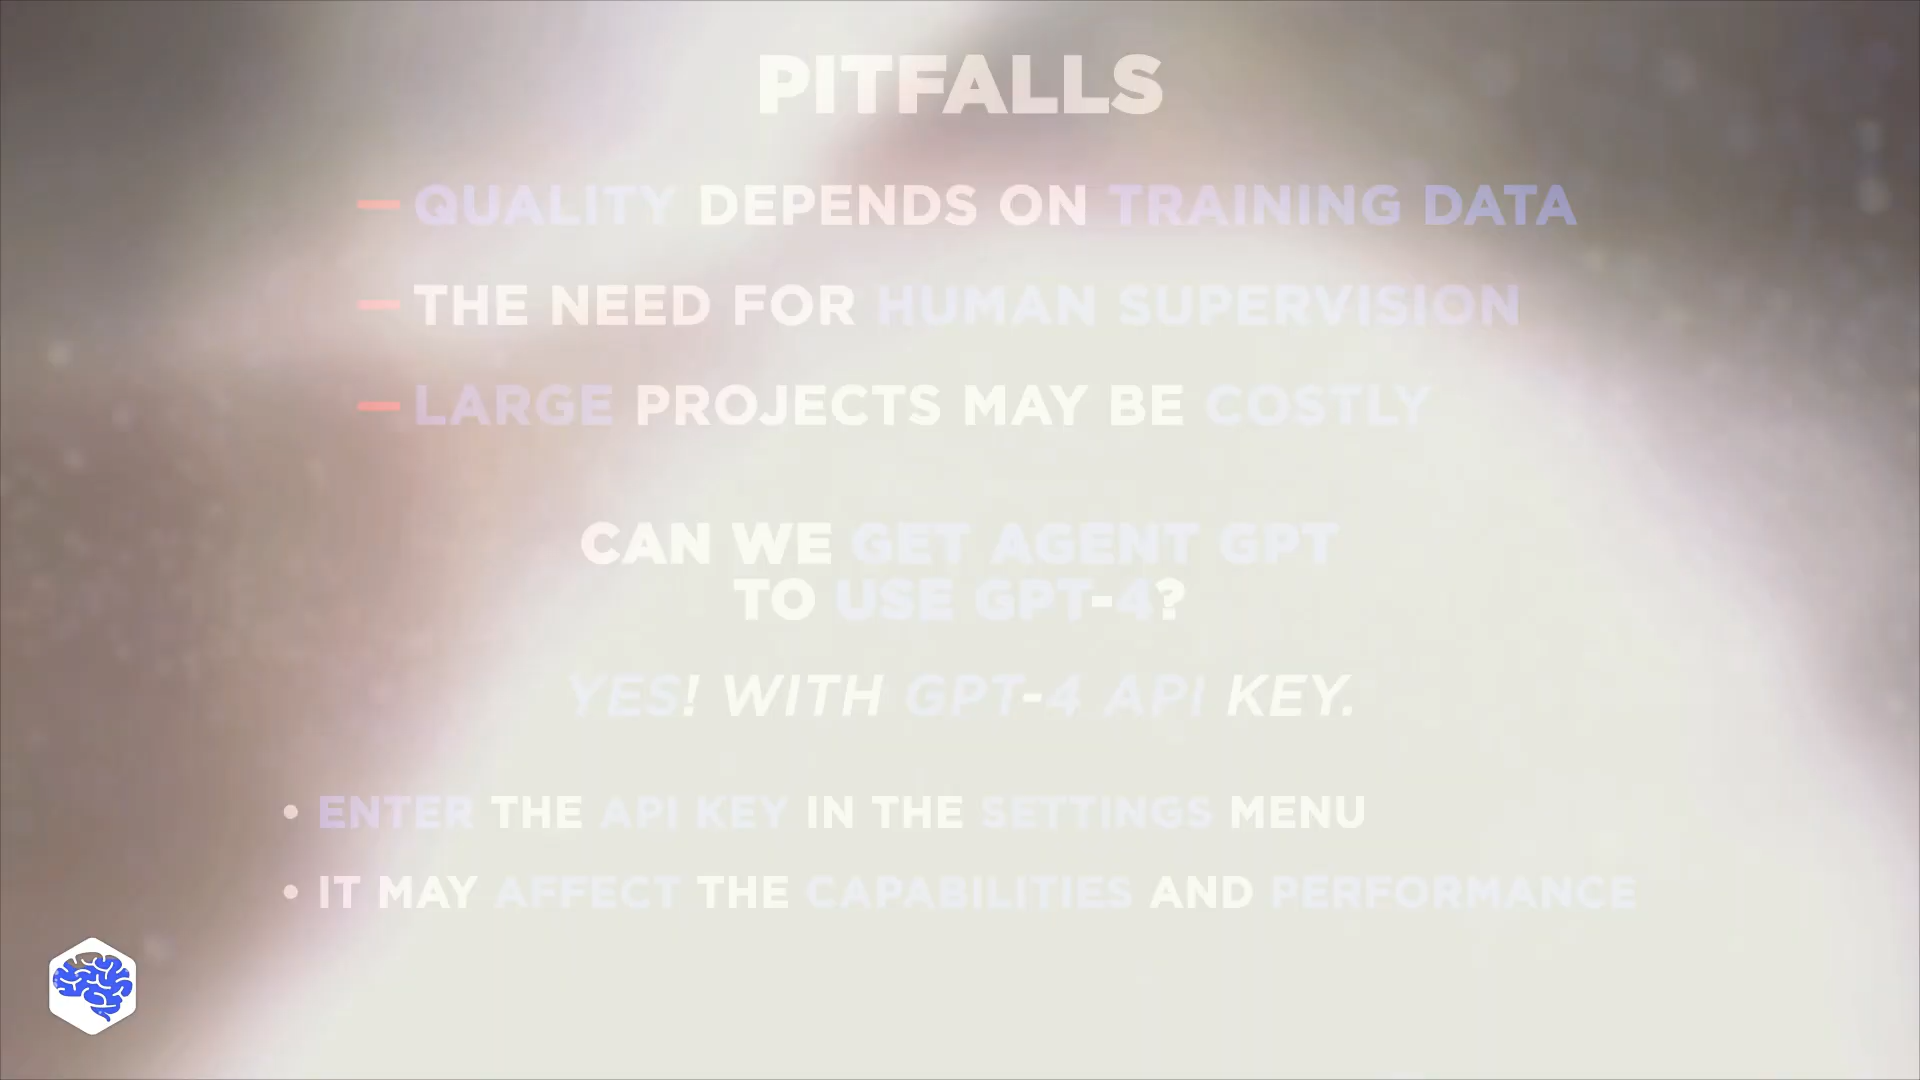 PITFALLS
— QUALITY DEPENDS ON TRAINING DATA
— THE NEED FOR HUMAN SUPERVISION
— LARGE PROJECTS MAY BE COSTLY
CAN WE GET AGENT GPT
TO USE GPT-4?
YES! WITH GPT-4 API KEY.
• ENTER THE API KEY IN THE SETTINGS MENU
• IT MAY AFFECT THE CAPABILITIES AND PERFORMANCE